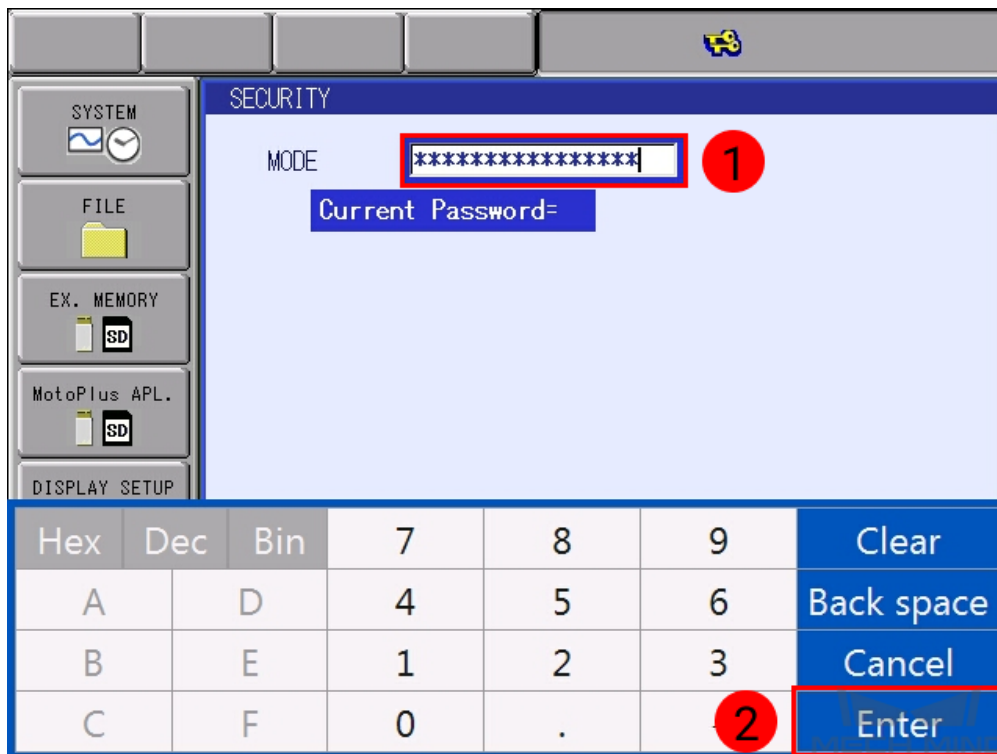 SYSTEM
SECURITY
MODE
****************
1
Current Password=
FILE
EX. MEMORY
SD
MotoPlus APL.
SD
DISPLAY SETUP
Hex Dec Bin 7 8 9 Clear
A D 4 5 6 Back space
B E 1 2 3 Cancel
C F 0 . 2 Enter